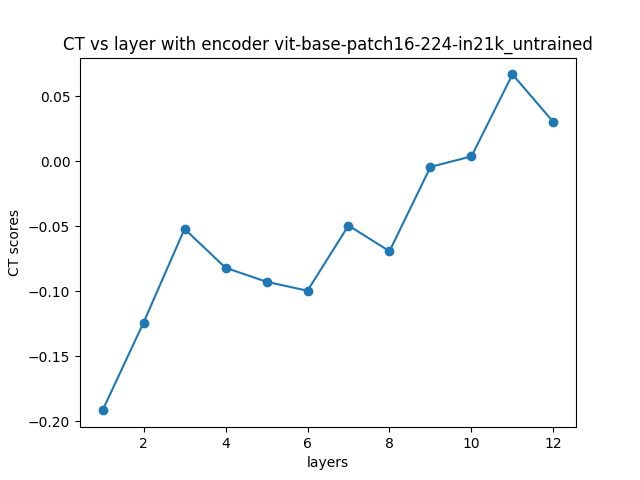 CT vs layer with encoder vit-base-patch16-224-in21k_untrained
CT scores
0.05
0.00
−0.05
−0.10
−0.15
−0.20
2 4 6 8 10 12
layers